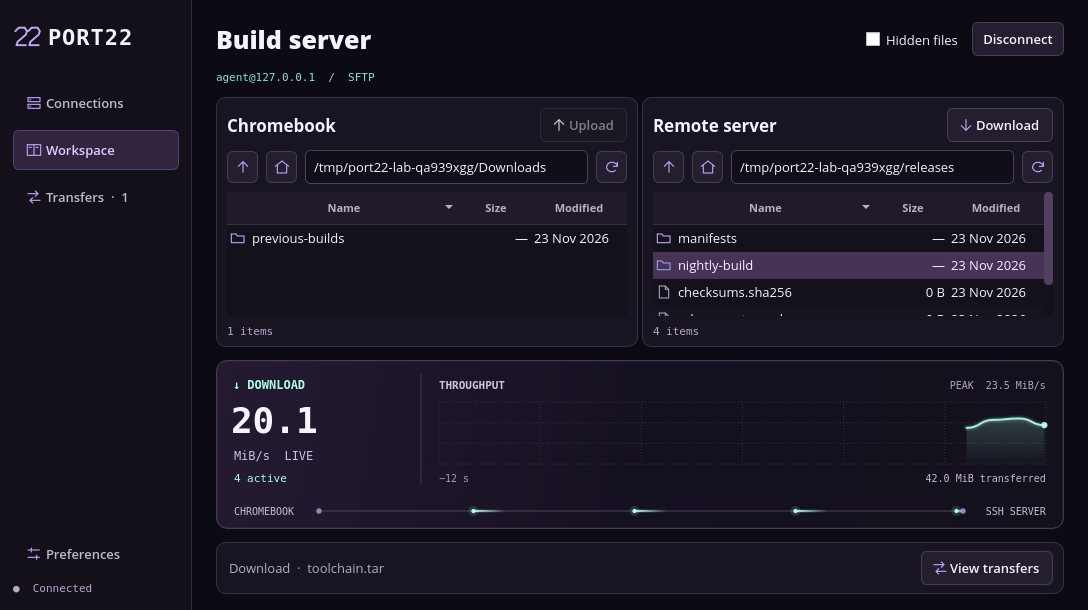 22 PORT22
Connections
Workspace
Transfers · 1
Preferences
Connected
Build server
Hidden files
Disconnect
agent@127.0.0.1 / SFTP
Chromebook
↑ Upload
/tmp/port22-lab-qa939xgg/Downloads
Name Size Modified
previous-builds — 23 Nov 2026
1 items
Remote server
↓ Download
/tmp/port22-lab-qa939xgg/releases
Name Size Modified
manifests — 23 Nov 2026
nightly-build — 23 Nov 2026
checksums.sha256 0 B 23 Nov 2026
4 items
↓ DOWNLOAD
20.1
MiB/s LIVE
4 active
THROUGHPUT
PEAK 23.5 MiB/s
−12 s
42.0 MiB transferred
CHROMEBOOK
SSH SERVER
Download · toolchain.tar
View transfers